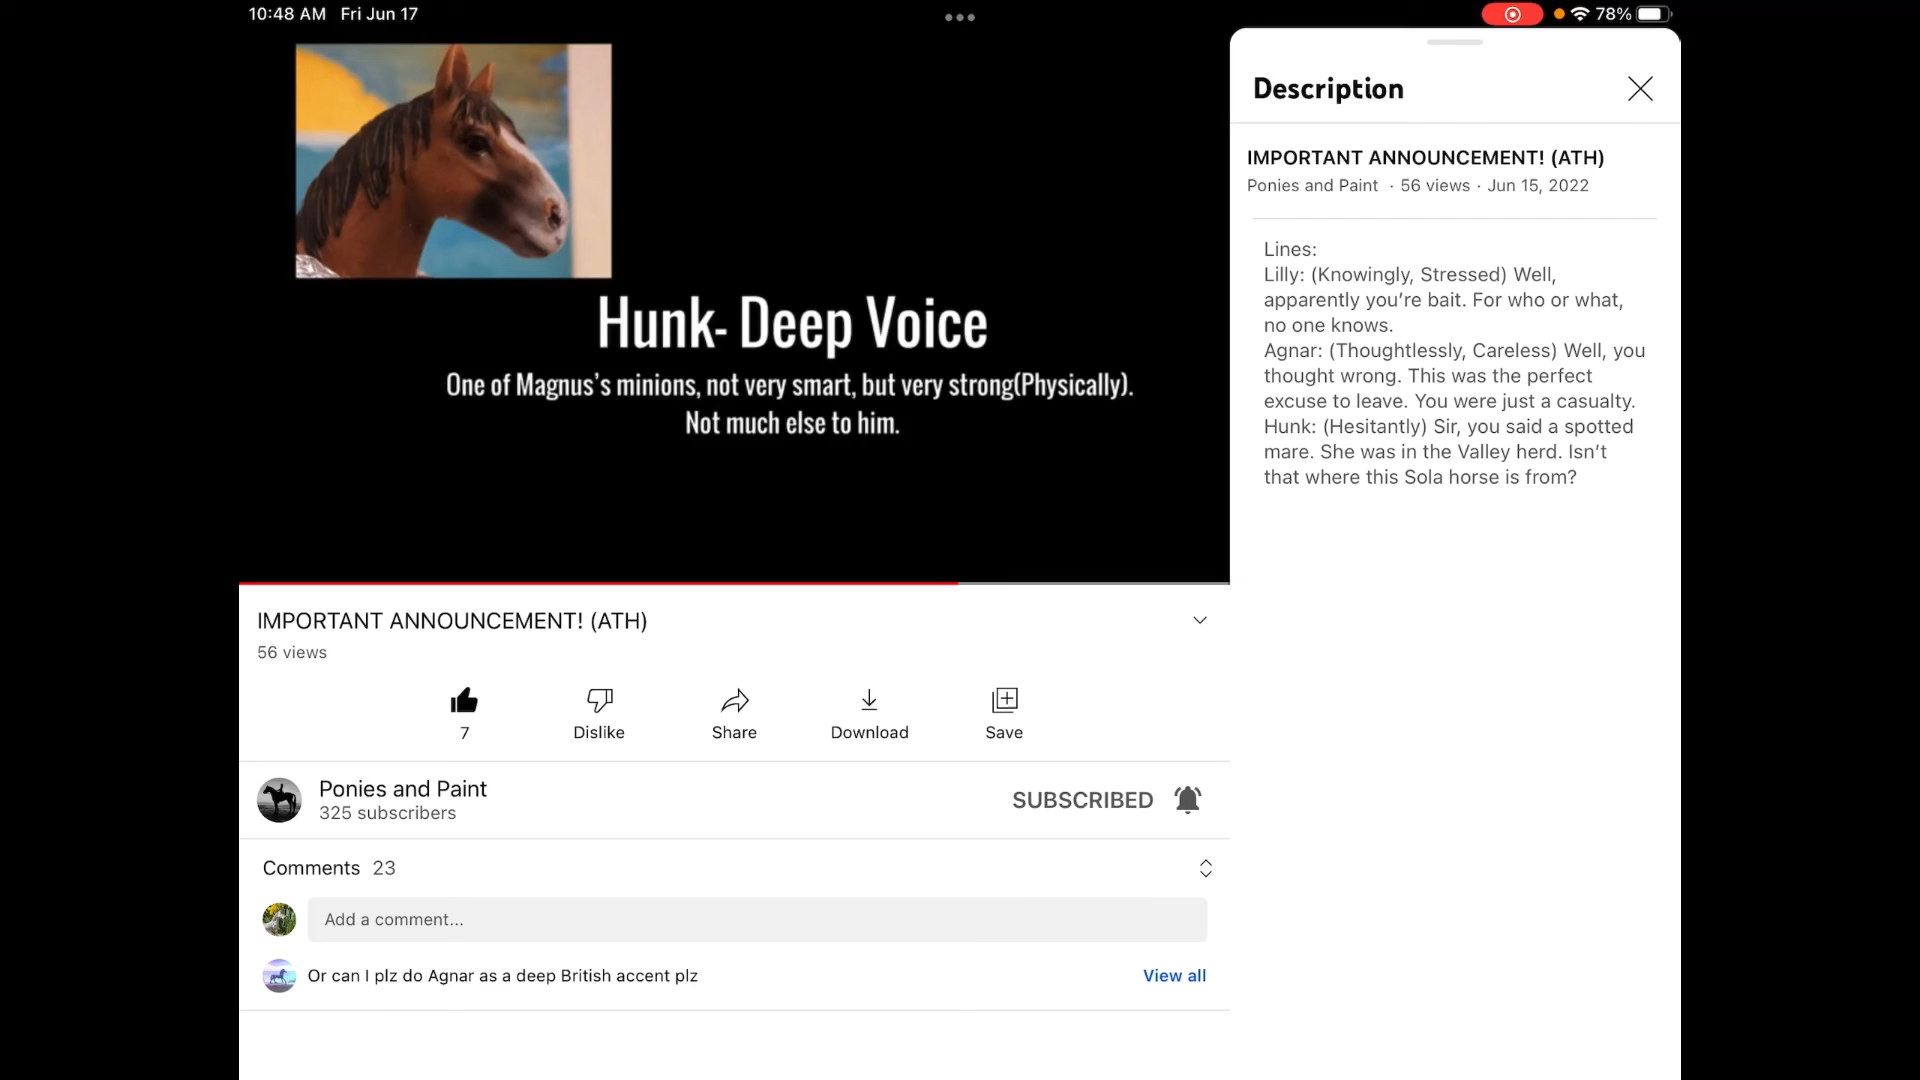 10:48 AM Fri Jun 17
78%
Hunk- Deep Voice
One of Magnus's minions, not very smart, but very strong(Physically).
Not much else to him.
IMPORTANT ANNOUNCEMENT! (ATH)
56 views
7
Dislike
Share
Download
Save
Ponies and Paint
325 subscribers
SUBSCRIBED
Comments 23
Add a comment...
Or can I plz do Agnar as a deep British accent plz
View all
Description
IMPORTANT ANNOUNCEMENT! (ATH)
Ponies and Paint · 56 views · Jun 15, 2022
Lines:
Lilly: (Knowingly, Stressed) Well,
apparently you’re bait. For who or what,
no one knows.
Agnar: (Thoughtlessly, Careless) Well, you
thought wrong. This was the perfect
excuse to leave. You were just a casualty.
Hunk: (Hesitantly) Sir, you said a spotted
mare. She was in the Valley herd. Isn’t
that where this Sola horse is from?